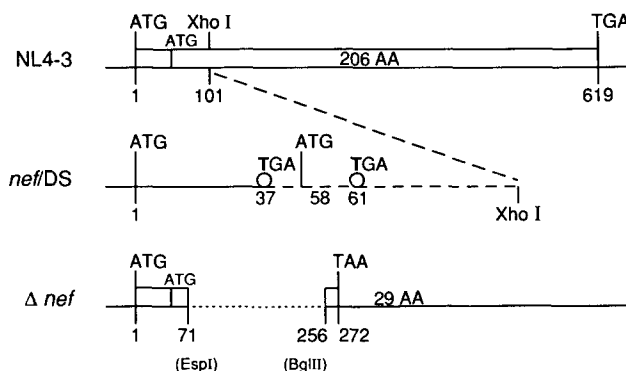 ATG Xho I TGA
ATG
NL4-3 206 AA
1 101 619
ATG TGA ATG TGA
nef/DS
1 37 58 61 Xho I
ATG ATG TAA
Δ nef 29 AA
1 71 256 272
(EspI) (BglII)